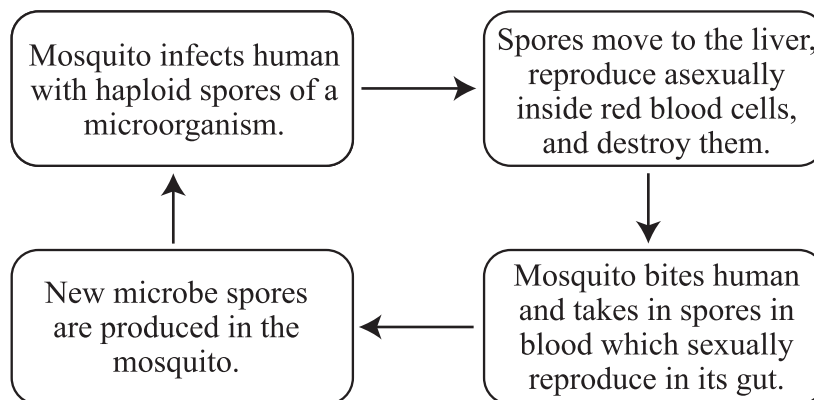 Mosquito infects human
with haploid spores of a
microorganism.
Spores move to the liver,
reproduce asexually
inside red blood cells,
and destroy them.
Mosquito bites human
and takes in spores in
blood which sexually
reproduce in its gut.
New microbe spores
are produced in the
mosquito.